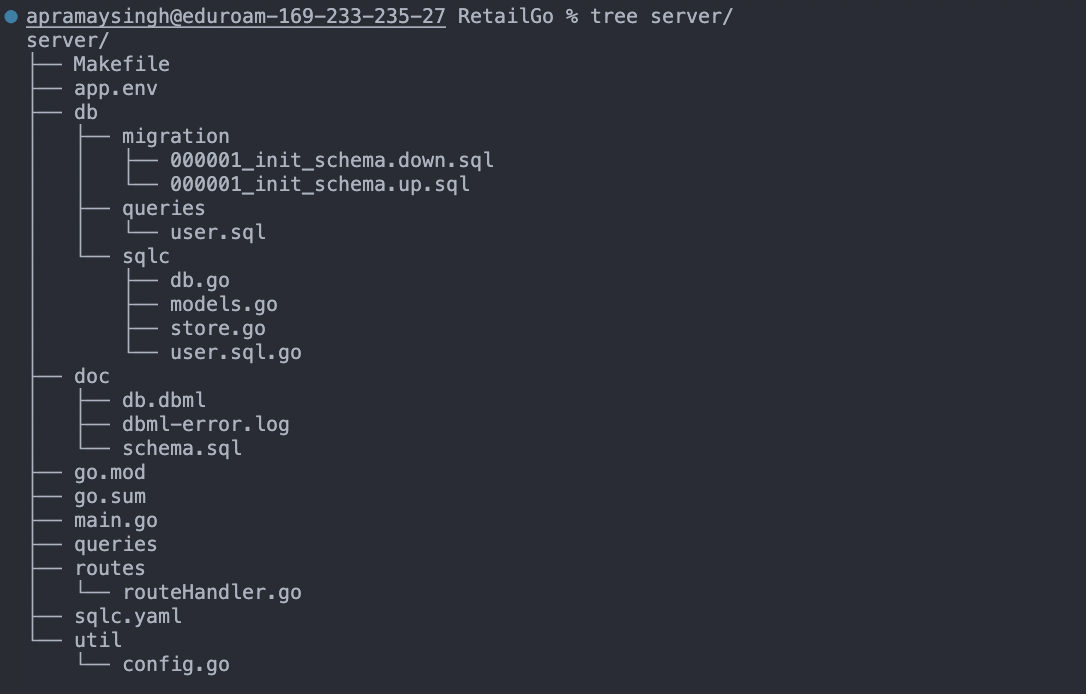 apramaysingh@eduroam-169-233-235-27 RetailGo % tree server/
server/
├── Makefile
├── app.env
├── db
│   ├── migration
│   │   ├── 000001_init_schema.down.sql
│   │   └── 000001_init_schema.up.sql
│   ├── queries
│   │   └── user.sql
│   └── sqlc
│       ├── db.go
│       ├── models.go
│       ├── store.go
│       └── user.sql.go
├── doc
│   ├── db.dbml
│   ├── dbml-error.log
│   └── schema.sql
├── go.mod
├── go.sum
├── main.go
├── queries
├── routes
│   └── routeHandler.go
├── sqlc.yaml
└── util
    └── config.go